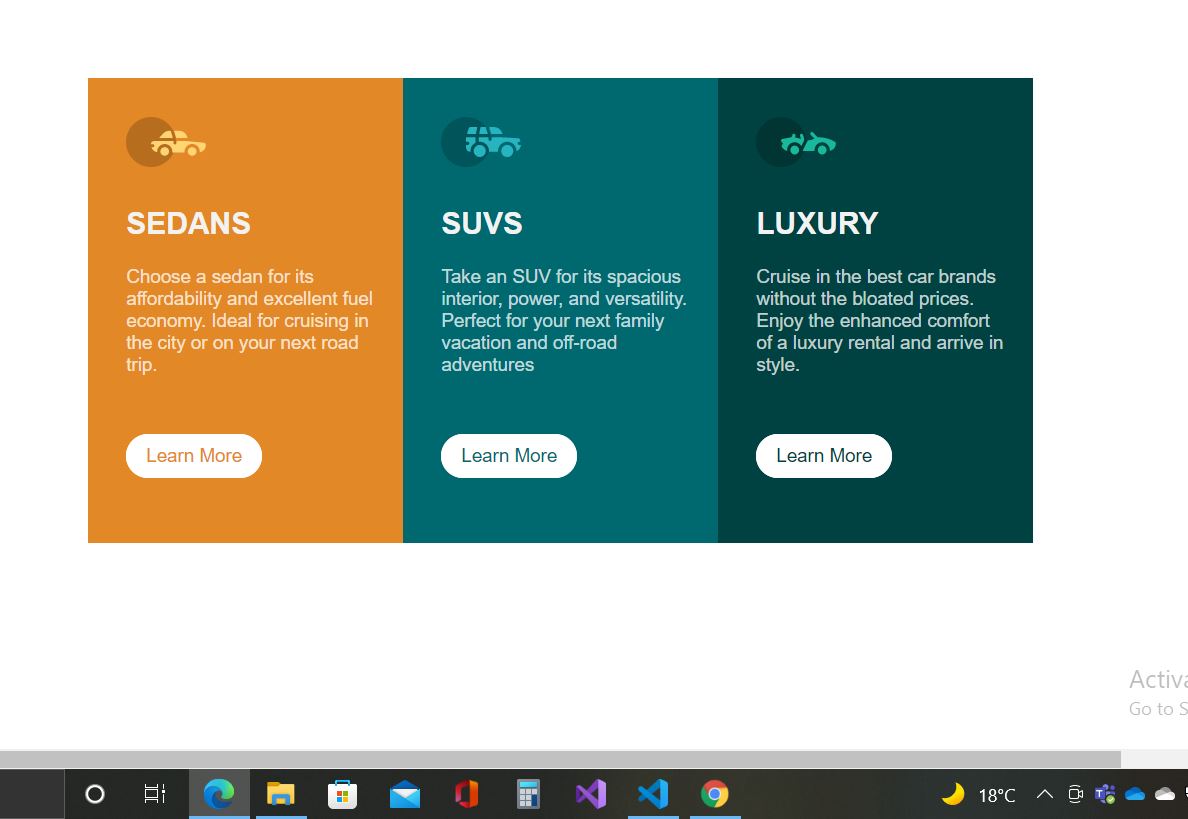 SEDANS
Choose a sedan for its
affordability and excellent fuel
economy. Ideal for cruising in
the city or on your next road
trip.
Learn More
SUVS
Take an SUV for its spacious
interior, power, and versatility.
Perfect for your next family
vacation and off-road
adventures
Learn More
LUXURY
Cruise in the best car brands
without the bloated prices.
Enjoy the enhanced comfort
of a luxury rental and arrive in
style.
Learn More
Activa
Go to S
18°C